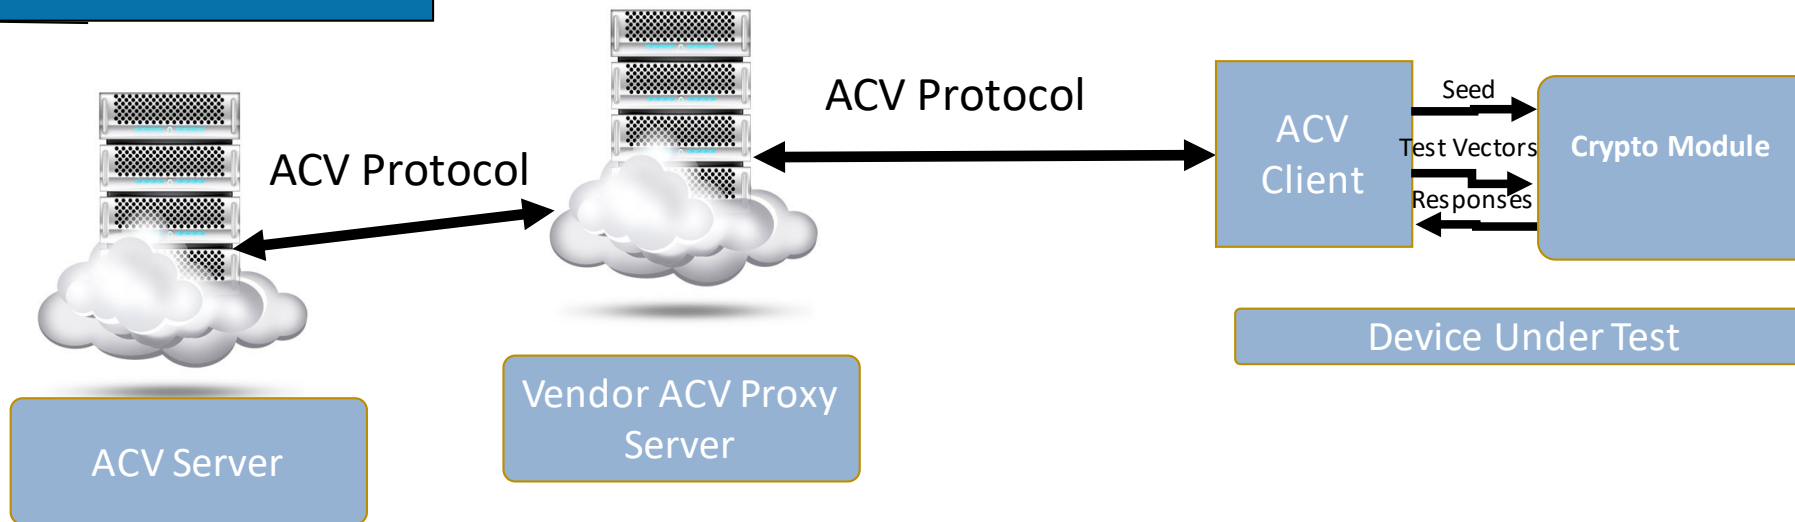 ACV Protocol
ACV Server
ACV Protocol
Vendor ACV Proxy
Server
ACV
Client
Seed
Test Vectors
Responses
Crypto Module
Device Under Test